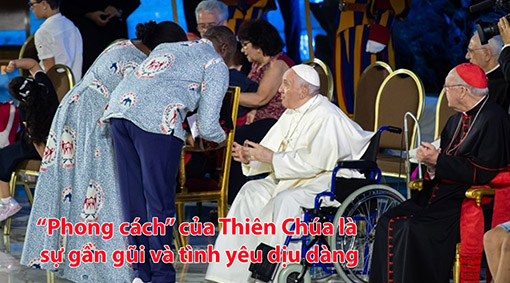 “Phong cách” của Thiên Chúa là
sự gần gũi và tình yêu dịu dàng